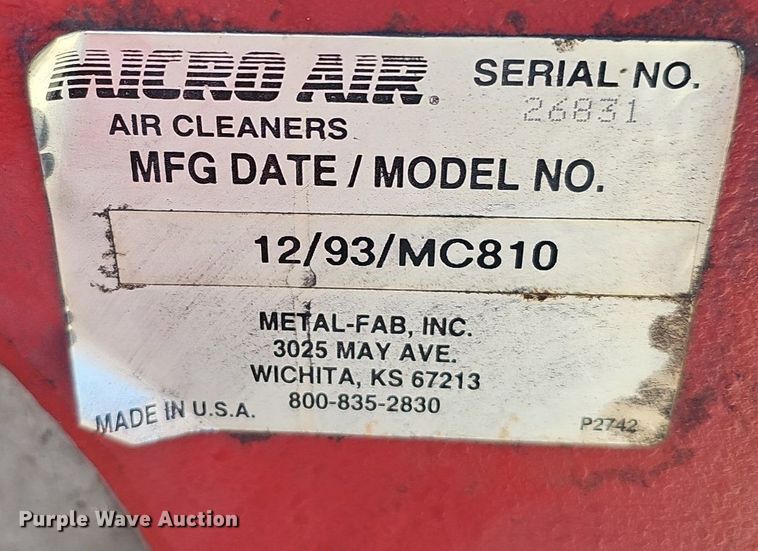 MICRO AIR®
SERIAL NO.
26831
AIR CLEANERS
MFG DATE / MODEL NO.
12/93/MC810
METAL-FAB, INC.
3025 MAY AVE.
WICHITA, KS 67213
800-835-2830
MADE IN U.S.A.
P2742
Purple Wave Auction